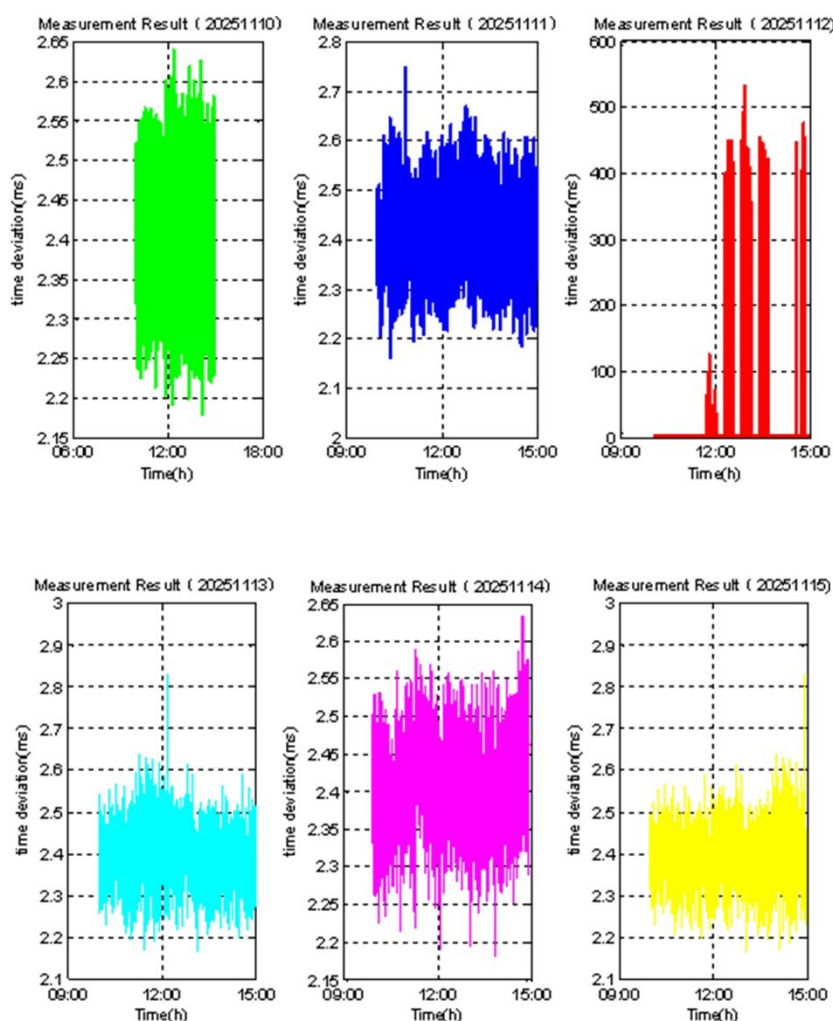 Measurement Result ( 20251110)
2.65
2.6
2.55
2.5
2.45
2.4
2.35
2.3
2.25
2.2
2.15
06:00 12:00 18:00
Time(h)
time deviation(ms)
Measurement Result ( 20251111)
2.8
2.7
2.6
2.5
2.4
2.3
2.2
2.1
2
09:00 12:00 15:00
Time(h)
time deviation(ms)
Measurement Result ( 20251112)
600
500
400
300
200
100
0
09:00 12:00 15:00
Time(h)
time deviation(ms)
Measurement Result ( 20251113)
3
2.9
2.8
2.7
2.6
2.5
2.4
2.3
2.2
2.1
09:00 12:00 15:00
Time(h)
time deviation(ms)
Measurement Result ( 20251114)
2.65
2.6
2.55
2.5
2.45
2.4
2.35
2.3
2.25
2.2
2.15
09:00 12:00 15:00
Time(h)
time deviation(ms)
Measurement Result ( 20251115)
3
2.9
2.8
2.7
2.6
2.5
2.4
2.3
2.2
2.1
09:00 12:00 15:00
Time(h)
time deviation(ms)